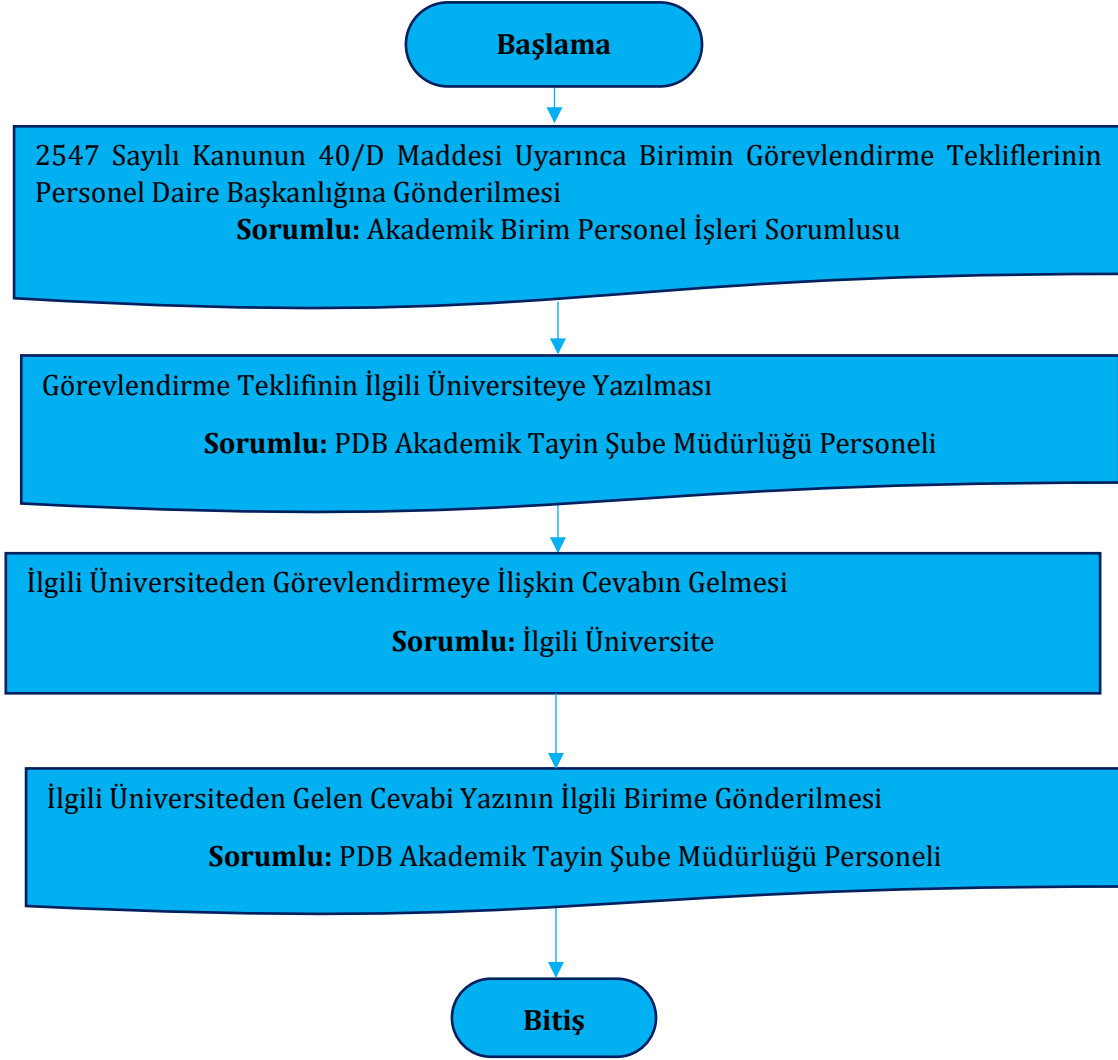 Başlama
2547 Sayılı Kanunun 40/D Maddesi Uyarınca Birimin Görevlendirme Tekliflerinin
Personel Daire Başkanlığına Gönderilmesi
Sorumlu: Akademik Birim Personel İşleri Sorumlusu
Görevlendirme Teklifinin İlgili Üniversiteye Yazılması
Sorumlu: PDB Akademik Tayin Şube Müdürlüğü Personeli
İlgili Üniversiteden Görevlendirmeye İlişkin Cevabın Gelmesi
Sorumlu: İlgili Üniversite
İlgili Üniversiteden Gelen Cevabi Yazının İlgili Birime Gönderilmesi
Sorumlu: PDB Akademik Tayin Şube Müdürlüğü Personeli
Bitiş